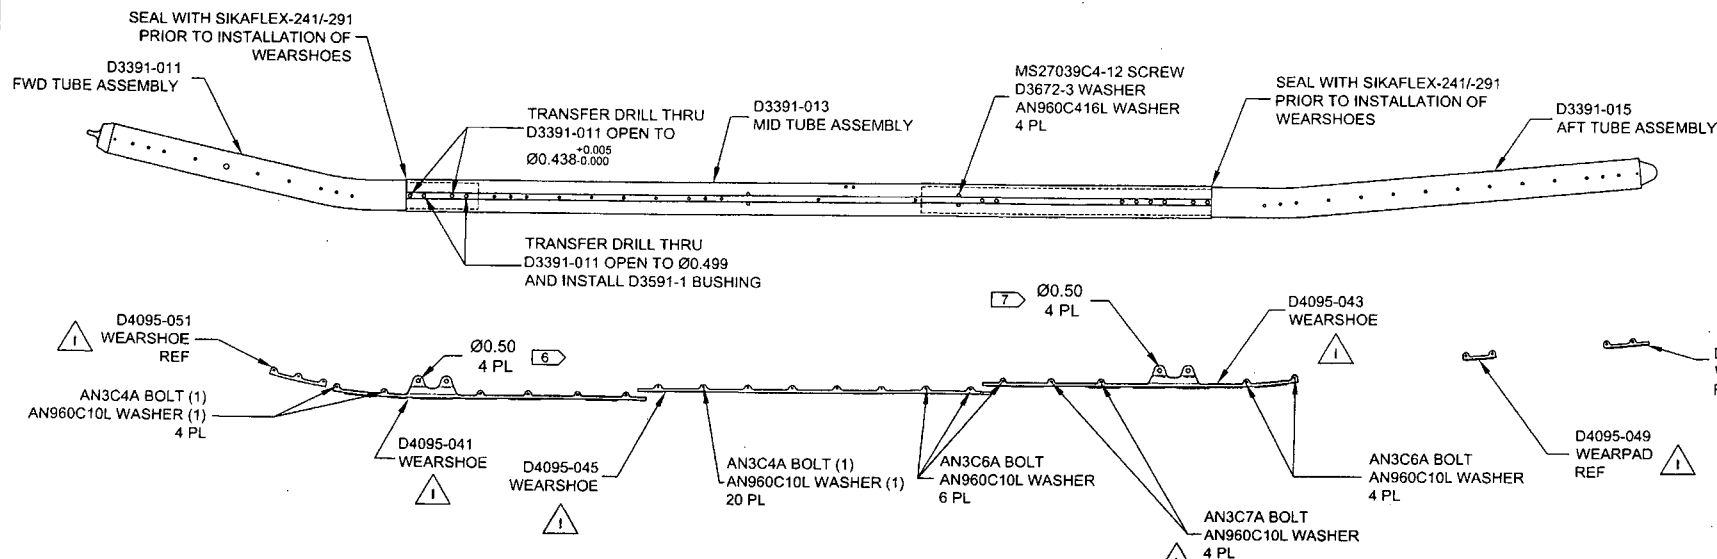 SEAL WITH SIKAFLEX-241/-291
PRIOR TO INSTALLATION OF
WEARSHOES
D3391-011
FWD TUBE ASSEMBLY
TRANSFER DRILL THRU
D3391-011 OPEN TO
Ø0.438 +0.005 -0.000
D3391-013
MID TUBE ASSEMBLY
MS27039C4-12 SCREW
D3672-3 WASHER
AN960C416L WASHER
4 PL
SEAL WITH SIKAFLEX-241/-291
PRIOR TO INSTALLATION OF
WEARSHOES
D3391-015
AFT TUBE ASSEMBLY
TRANSFER DRILL THRU
D3391-011 OPEN TO Ø0.499
AND INSTALL D3591-1 BUSHING
D4095-051
WEARSHOE
REF
1
Ø0.50
4 PL
6
7
Ø0.50
4 PL
D4095-043
WEARSHOE
1
AN3C4A BOLT (1)
AN960C10L WASHER (1)
4 PL
D4095-041
WEARSHOE
1
D4095-045
WEARSHOE
1
AN3C4A BOLT (1)
AN960C10L WASHER (1)
20 PL
AN3C6A BOLT
AN960C10L WASHER
6 PL
AN3C7A BOLT
AN960C10L WASHER
4 PL
AN3C6A BOLT
AN960C10L WASHER
4 PL
D4095-049
WEARPAD
REF
1